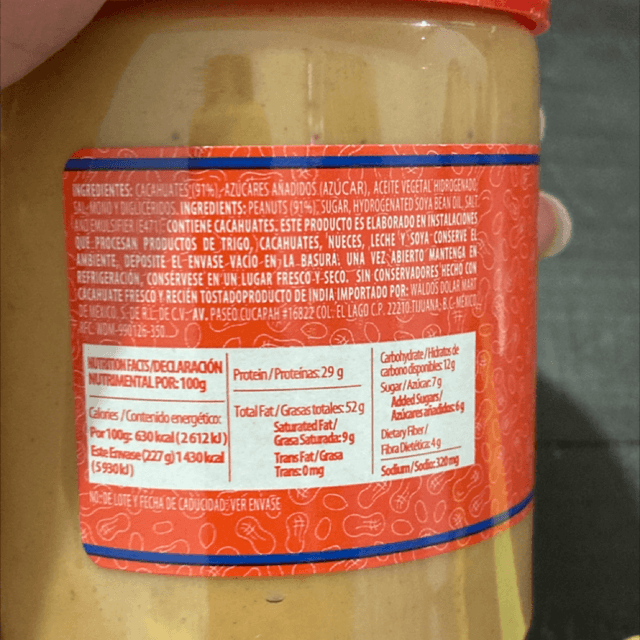 INGREDIENTES: CACAHUATES (91%), AZÚCARES AÑADIDOS (AZÚCAR), ACEITE VEGETAL HIDROGENADO,
SAL, MONO Y DIGLICÉRIDOS. INGREDIENTS: PEANUTS (91%), SUGAR, HYDROGENATED SOYA BEAN OIL, SALT
AND EMULSIFIER (E471). CONTIENE CACAHUATES. ESTE PRODUCTO ES ELABORADO EN INSTALACIONES
QUE PROCESAN PRODUCTOS DE TRIGO, CACAHUATES, NUECES, LECHE Y SOYA CONSERVE EL
AMBIENTE, DEPOSITE EL ENVASE VACÍO EN LA BASURA. UNA VEZ ABIERTO MANTENGA EN
REFRIGERACIÓN, CONSÉRVESE EN UN LUGAR FRESCO Y SECO. SIN CONSERVADORES HECHO CON
CACAHUATE FRESCO Y RECIÉN TOSTADOPRODUCTO DE INDIA IMPORTADO POR: WALDOS DOLAR MART
DE MÉXICO, S. DE R.L. DE C.V. AV. PASEO CUCAPAH #16822 COL. EL LAGO C.P. 22210 TIJUANA, B.C. MÉXICO.
RFC. WDM-990126-350
NUTRITION FACTS/DECLARACIÓN
NUTRIMENTAL POR: 100g
Calories / Contenido energético:
Por 100g: 630 kcal (2 612 kJ)
Este Envase (227 g) 1 430 kcal
(5 930 kJ)
Protein / Proteínas: 29 g
Total Fat / Grasas totales: 52 g
Saturated Fat /
Grasa Saturada: 9 g
Trans Fat / Grasa
Trans: 0 mg
Carbohydrate / Hidratos de
carbono disponibles: 12g
Sugar / Azúcar: 7 g
Added Sugars /
Azúcares añadidos: 6 g
Dietary Fiber /
Fibra Dietética: 4 g
Sodium / Sodio: 320 mg
NO. DE LOTE Y FECHA DE CADUCIDAD: VER ENVASE